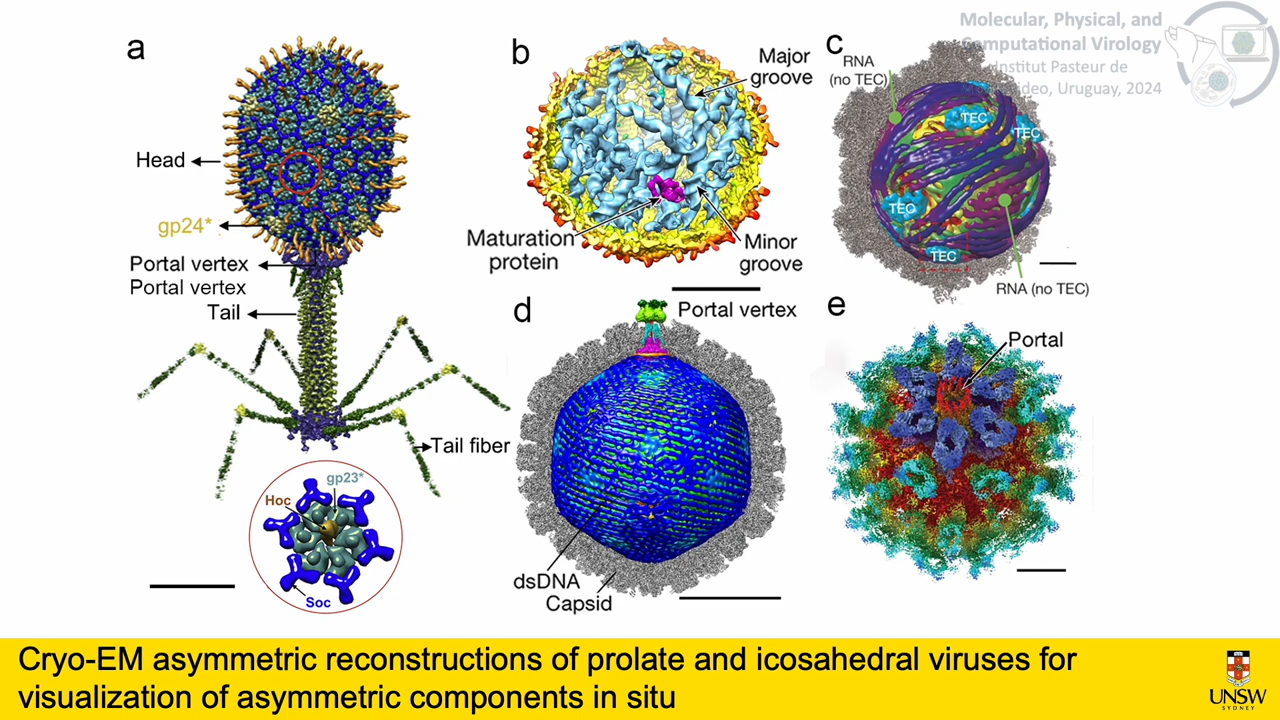 a
Head
gp24*
Portal vertex
Portal vertex
Tail
Tail fiber
gp23*
Hoc
Soc
b
Major
groove
Maturation
protein
Minor
groove
c
RNA
(no TEC)
TEC
TEC
TEC
TEC
RNA (no TEC)
Molecular, Physical, and
Computational Virology
Institut Pasteur de
Montevideo, Uruguay, 2024
d
Portal vertex
dsDNA
Capsid
e
Portal
Cryo-EM asymmetric reconstructions of prolate and icosahedral viruses for
visualization of asymmetric components in situ
UNSW
SYDNEY